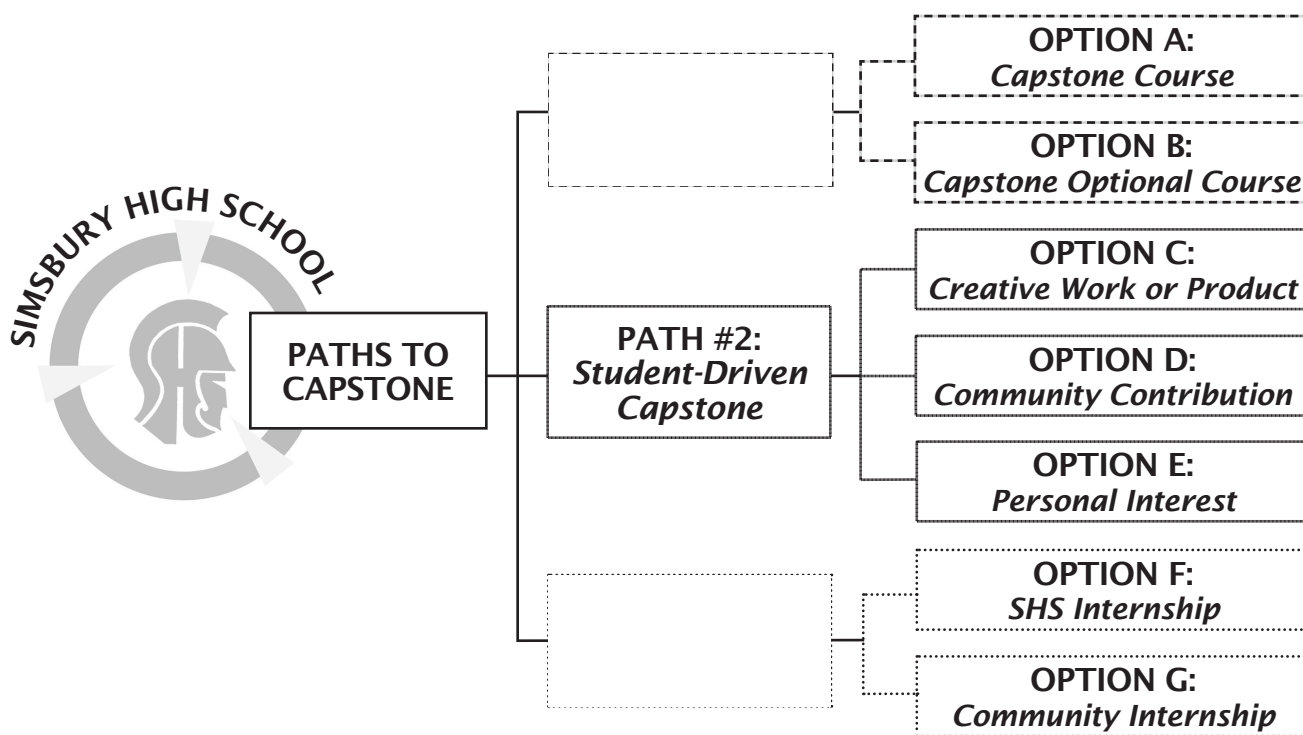 SIMSBURY HIGH SCHOOL
PATHS TO
CAPSTONE
OPTION A:
Capstone Course
OPTION B:
Capstone Optional Course
PATH #2:
Student-Driven
Capstone
OPTION C:
Creative Work or Product
OPTION D:
Community Contribution
OPTION E:
Personal Interest
OPTION F:
SHS Internship
OPTION G:
Community Internship